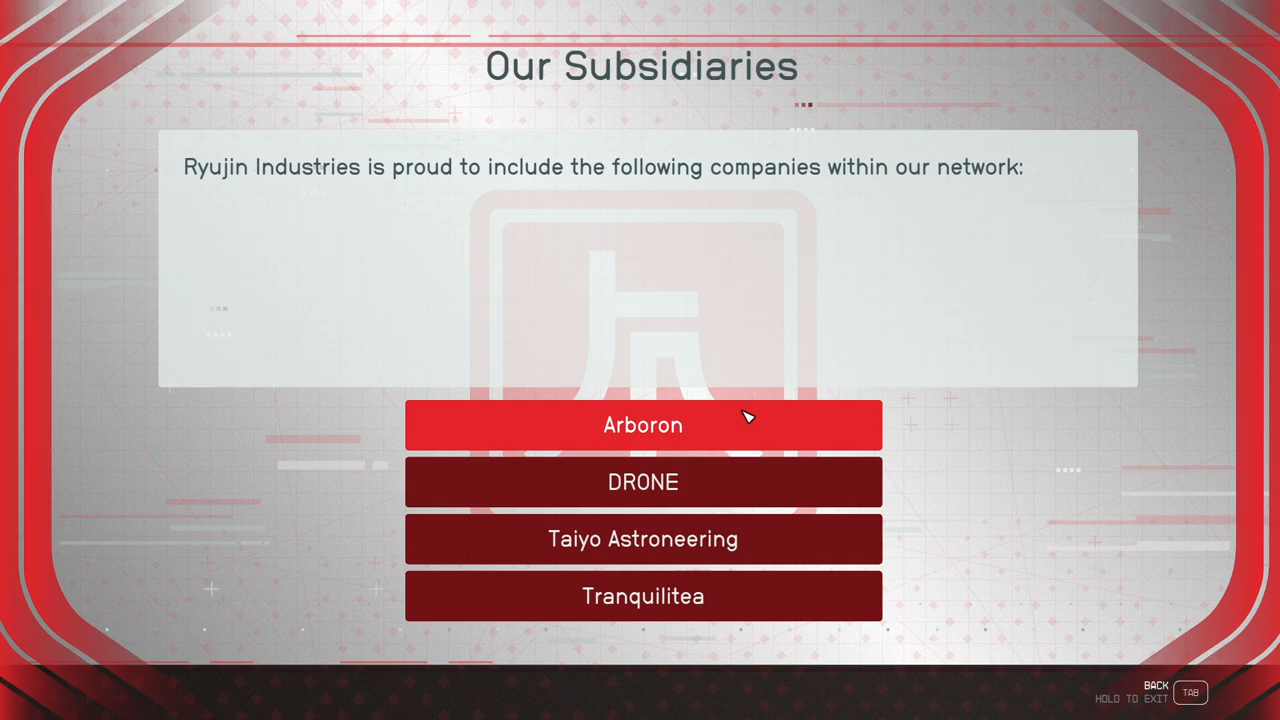 Our Subsidiaries
Ryujin Industries is proud to include the following companies within our network:
Arboron
DRONE
Taiyo Astroneering
Tranquilitea
BACK
HOLD TO EXIT
TAB